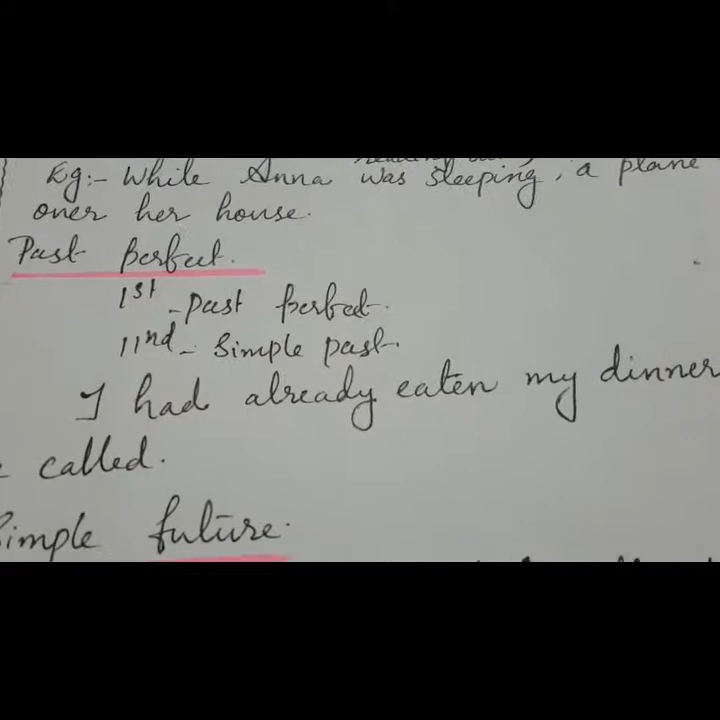 Eg:- While Anna was sleeping, a plane
over her house.
Past perfect.
1st - past perfect.
11nd - Simple past.
I had already eaten my dinner
called.
Simple future.